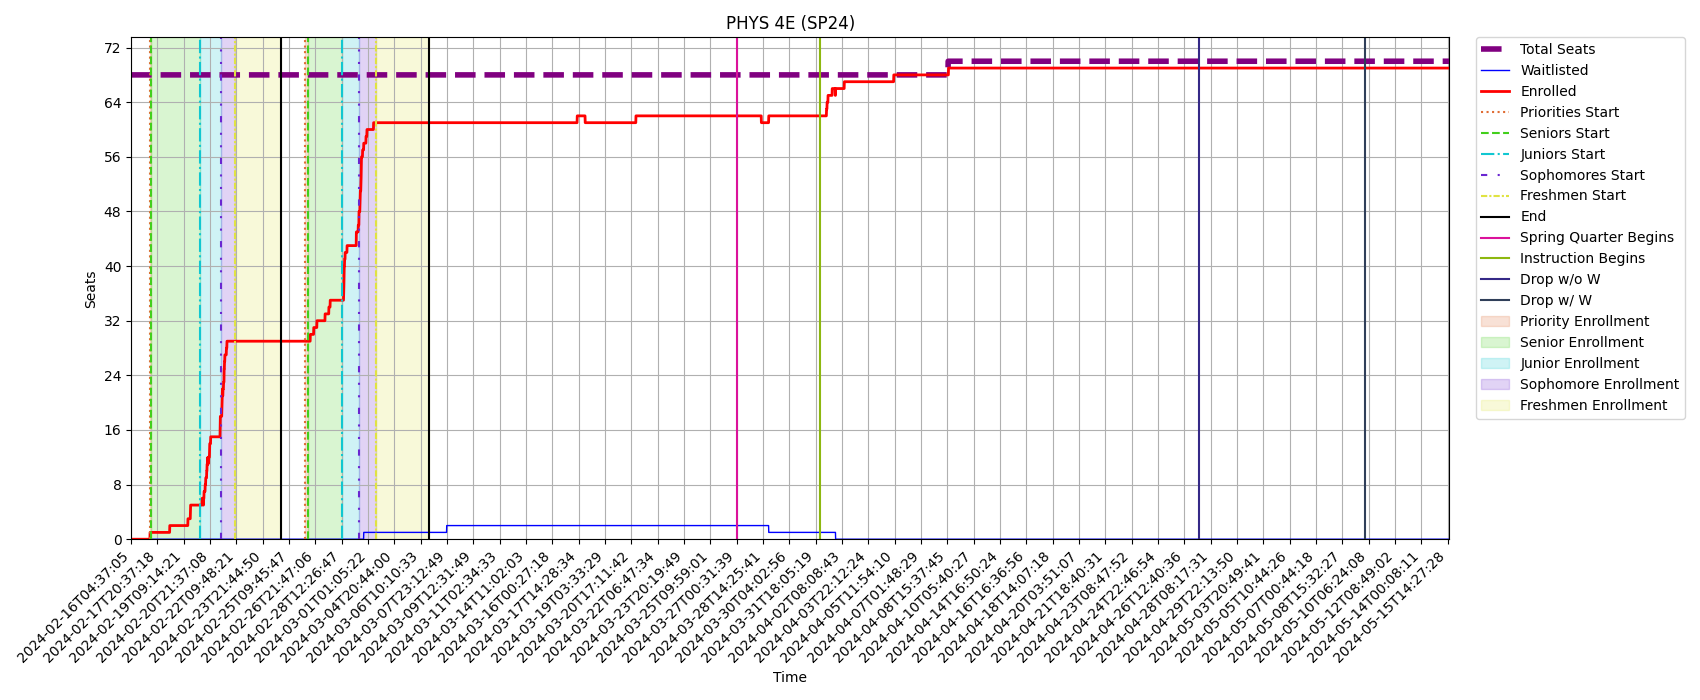 PHYS 4E (SP24)
72
64
56
48
40
32
24
16
8
0
Seats
2024-02-16T04:37:05
2024-02-17T20:37:18
2024-02-19T09:14:21
2024-02-20T21:37:08
2024-02-22T09:48:21
2024-02-23T21:44:50
2024-02-25T09:45:47
2024-02-26T21:47:06
2024-02-28T12:26:47
2024-03-01T01:05:22
2024-03-04T20:44:00
2024-03-06T10:10:33
2024-03-07T23:12:49
2024-03-09T12:31:49
2024-03-11T02:34:33
2024-03-14T11:02:03
2024-03-16T00:27:18
2024-03-17T14:28:34
2024-03-19T03:33:29
2024-03-20T17:11:42
2024-03-22T06:47:34
2024-03-23T20:19:49
2024-03-25T09:59:01
2024-03-27T00:31:39
2024-03-28T14:25:41
2024-03-30T04:02:56
2024-03-31T18:05:19
2024-04-02T08:08:43
2024-04-03T22:12:24
2024-04-05T11:54:10
2024-04-07T01:48:29
2024-04-08T15:37:45
2024-04-10T05:40:27
2024-04-14T16:50:24
2024-04-16T16:36:56
2024-04-18T14:07:18
2024-04-20T03:51:07
2024-04-21T18:40:31
2024-04-23T08:47:52
2024-04-24T22:46:54
2024-04-26T12:40:36
2024-04-28T08:17:31
2024-04-29T22:13:50
2024-05-03T20:49:41
2024-05-05T10:44:26
2024-05-07T00:44:18
2024-05-08T15:32:27
2024-05-10T06:24:08
2024-05-12T08:49:02
2024-05-14T00:08:11
2024-05-15T14:27:28
Time
Total Seats
Waitlisted
Enrolled
Priorities Start
Seniors Start
Juniors Start
Sophomores Start
Freshmen Start
End
Spring Quarter Begins
Instruction Begins
Drop w/o W
Drop w/ W
Priority Enrollment
Senior Enrollment
Junior Enrollment
Sophomore Enrollment
Freshmen Enrollment